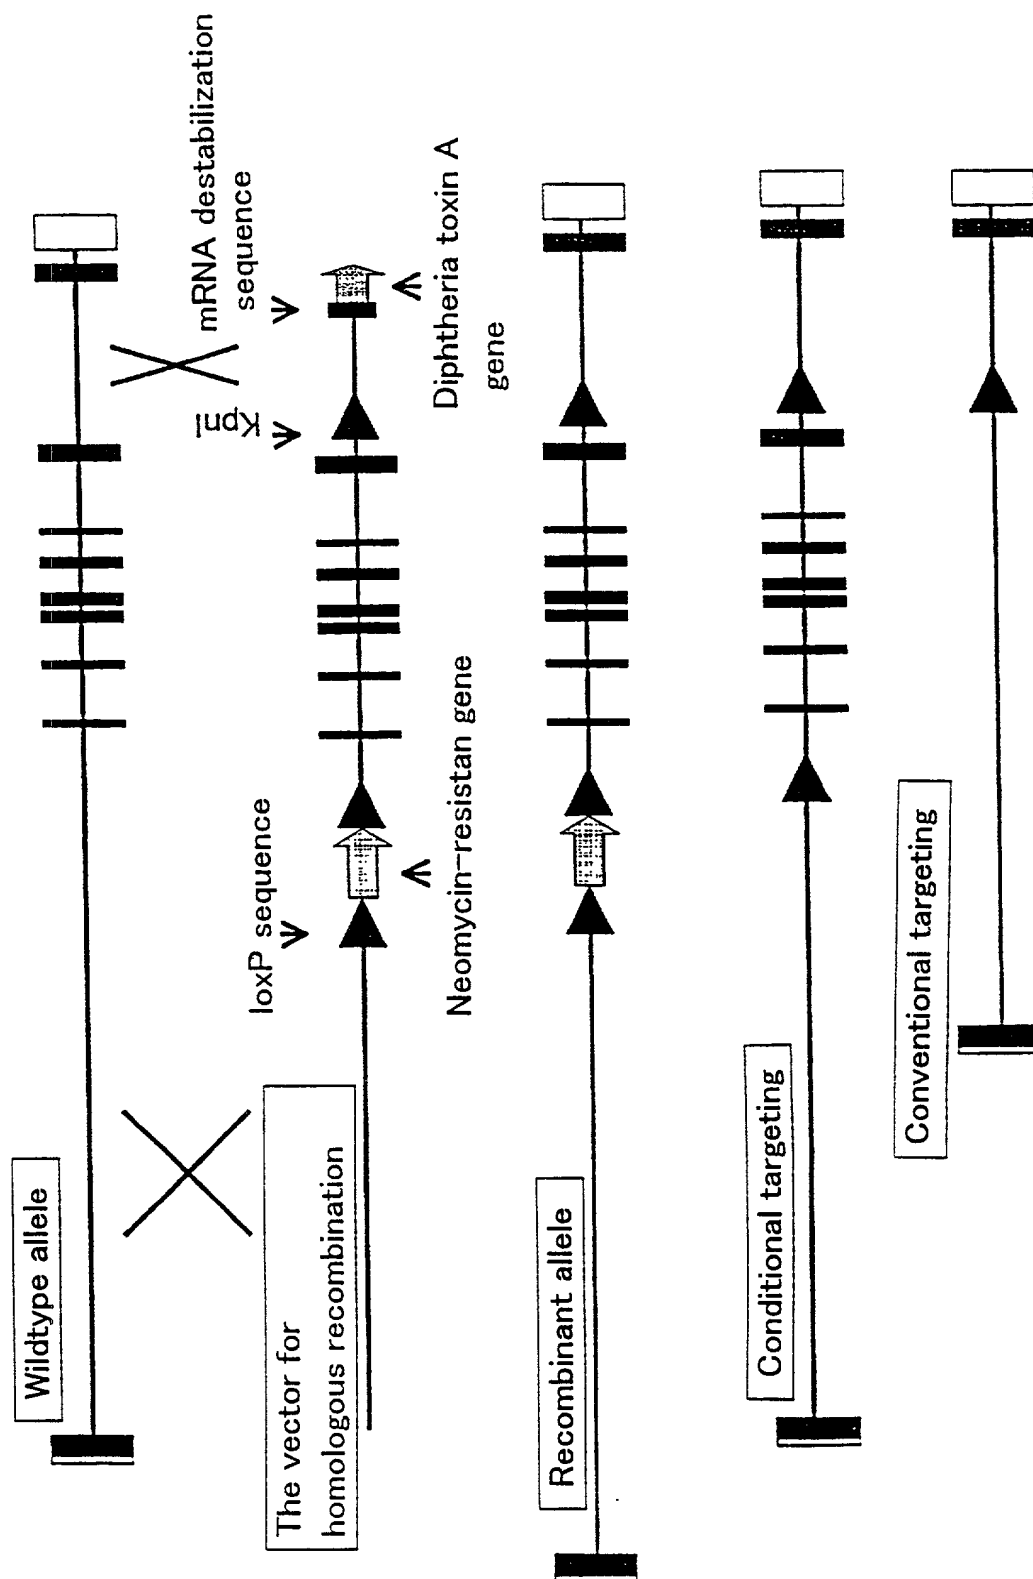 Wildtype allele
mRNA destabilization
sequence
KpnI
The vector for
homologous recombination
loxP sequence
Neomycin-resistan gene
Diphtheria toxin A
gene
Recombinant allele
Conditional targeting
Conventional targeting